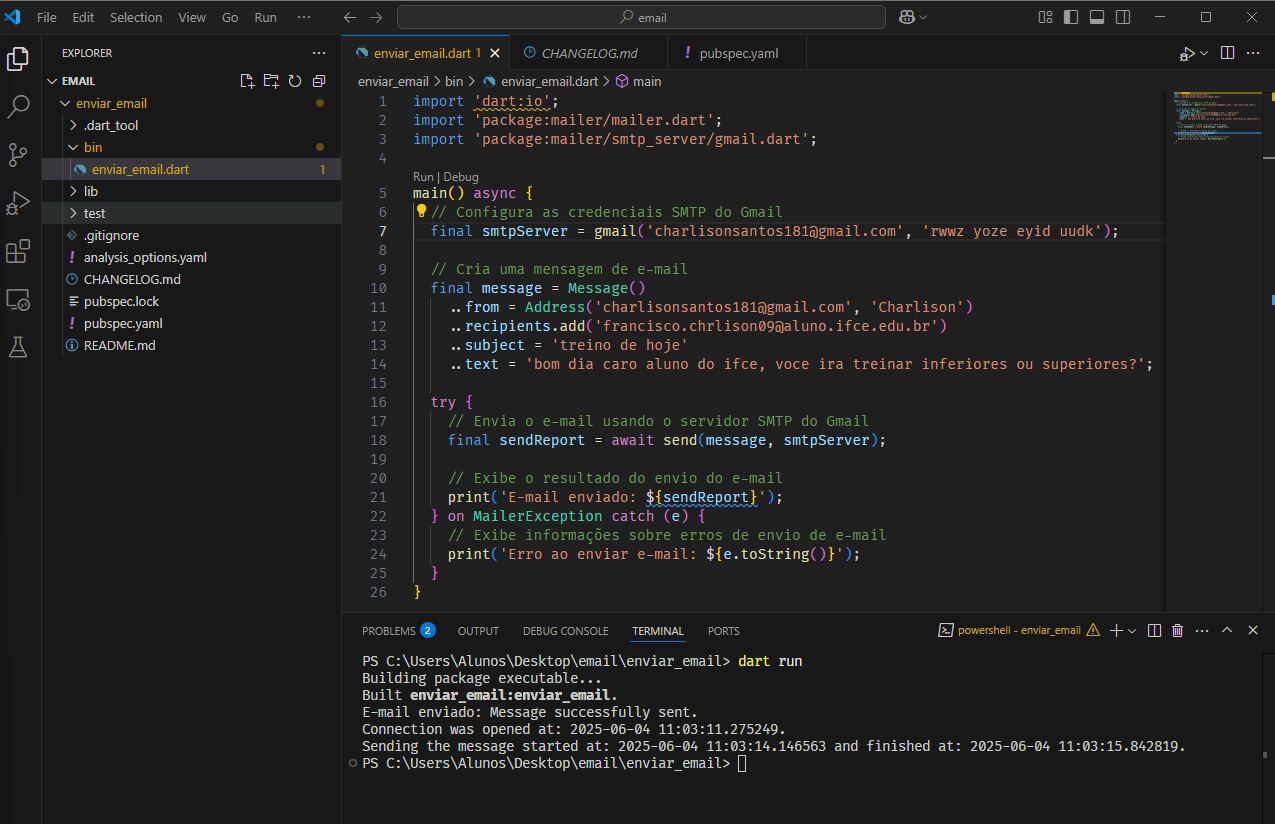 File Edit Selection View Go Run ··· email
EXPLORER ···
EMAIL
enviar_email
.dart_tool
bin
enviar_email.dart 1
lib
test
.gitignore
analysis_options.yaml
CHANGELOG.md
pubspec.lock
pubspec.yaml
README.md
enviar_email.dart 1 CHANGELOG.md pubspec.yaml
enviar_email > bin > enviar_email.dart > main
1 import 'dart:io';
2 import 'package:mailer/mailer.dart';
3 import 'package:mailer/smtp_server/gmail.dart';
4
Run | Debug
5 main() async {
6 // Configura as credenciais SMTP do Gmail
7 final smtpServer = gmail('charlisonsantos181@gmail.com', 'rwwz yoze eyid uudk');
8
9 // Cria uma mensagem de e-mail
10 final message = Message()
11 ..from = Address('charlisonsantos181@gmail.com', 'Charlison')
12 ..recipients.add('francisco.chrlison09@aluno.ifce.edu.br')
13 ..subject = 'treino de hoje'
14 ..text = 'bom dia caro aluno do ifce, voce ira treinar inferiores ou superiores?';
15
16 try {
17 // Envia o e-mail usando o servidor SMTP do Gmail
18 final sendReport = await send(message, smtpServer);
19
20 // Exibe o resultado do envio do e-mail
21 print('E-mail enviado: ${sendReport}');
22 } on MailerException catch (e) {
23 // Exibe informações sobre erros de envio de e-mail
24 print('Erro ao enviar e-mail: ${e.toString()}');
25 }
26 }
PROBLEMS 2 OUTPUT DEBUG CONSOLE TERMINAL PORTS powershell - enviar_email
PS C:\Users\Alunos\Desktop\email\enviar_email> dart run
Building package executable...
Built enviar_email:enviar_email.
E-mail enviado: Message successfully sent.
Connection was opened at: 2025-06-04 11:03:11.275249.
Sending the message started at: 2025-06-04 11:03:14.146563 and finished at: 2025-06-04 11:03:15.842819.
PS C:\Users\Alunos\Desktop\email\enviar_email>